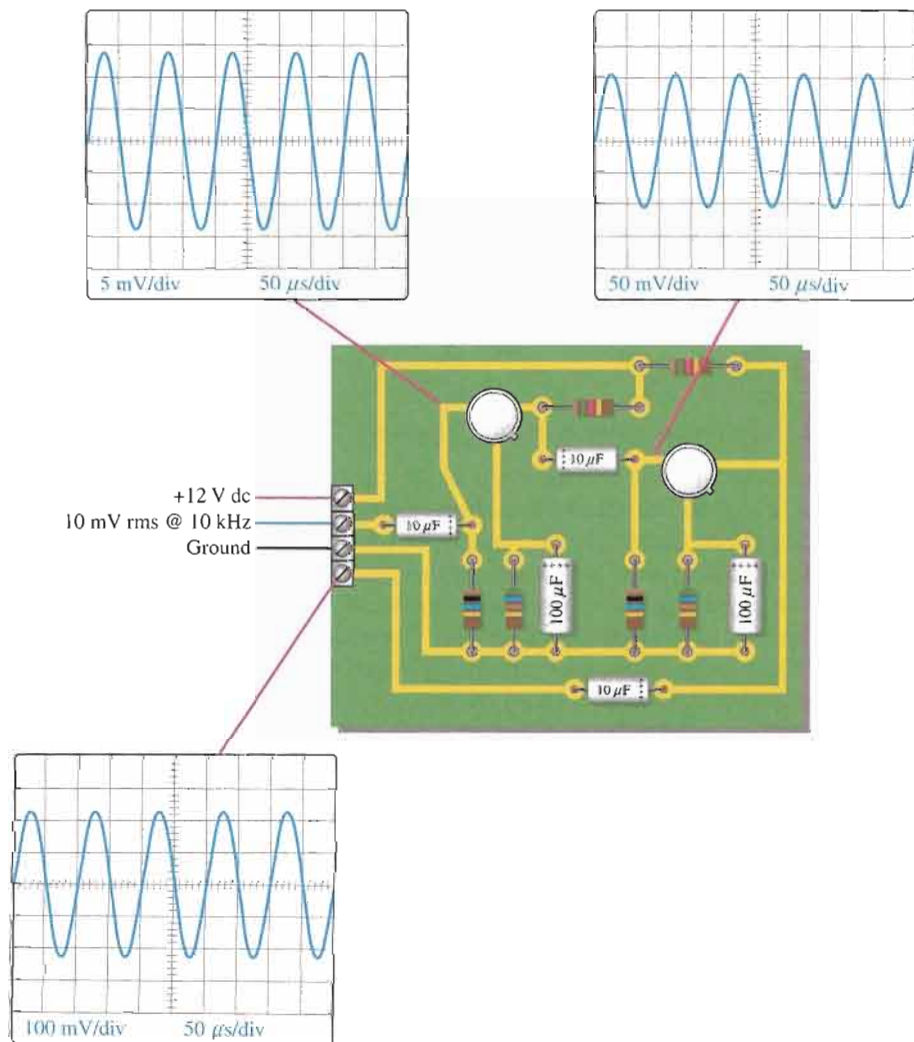 5 mV/div 50 μs/div
50 mV/div 50 μs/div
+12 V dc
10 mV rms @ 10 kHz
Ground
10 μF
10 μF
100 μF
100 μF
10 μF
100 mV/div 50 μs/div